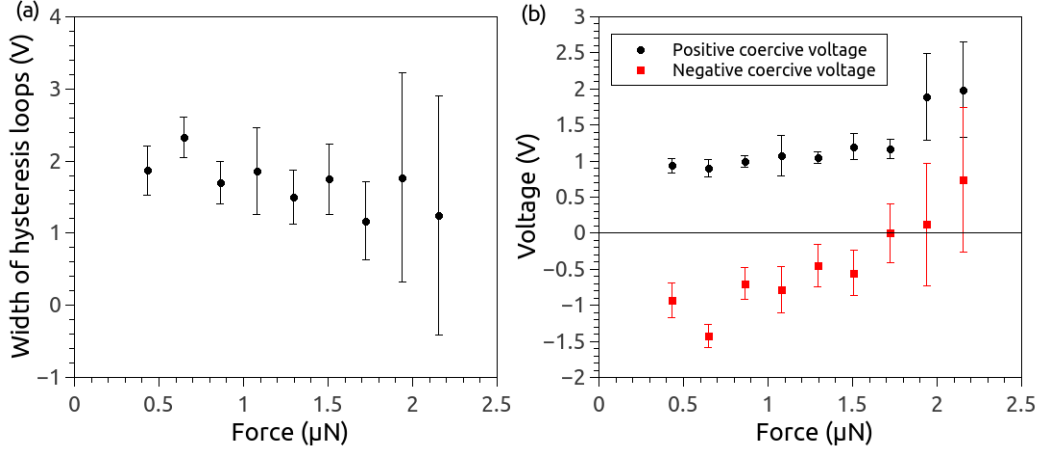 (a)
Width of hysteresis loops (V)
4
3
2
1
0
−1
0 0.5 1 1.5 2 2.5
Force (μN)
(b)
Voltage (V)
3
2.5
2
1.5
1
0.5
0
−0.5
−1
−1.5
−2
Positive coercive voltage
Negative coercive voltage
0 0.5 1 1.5 2 2.5
Force (μN)